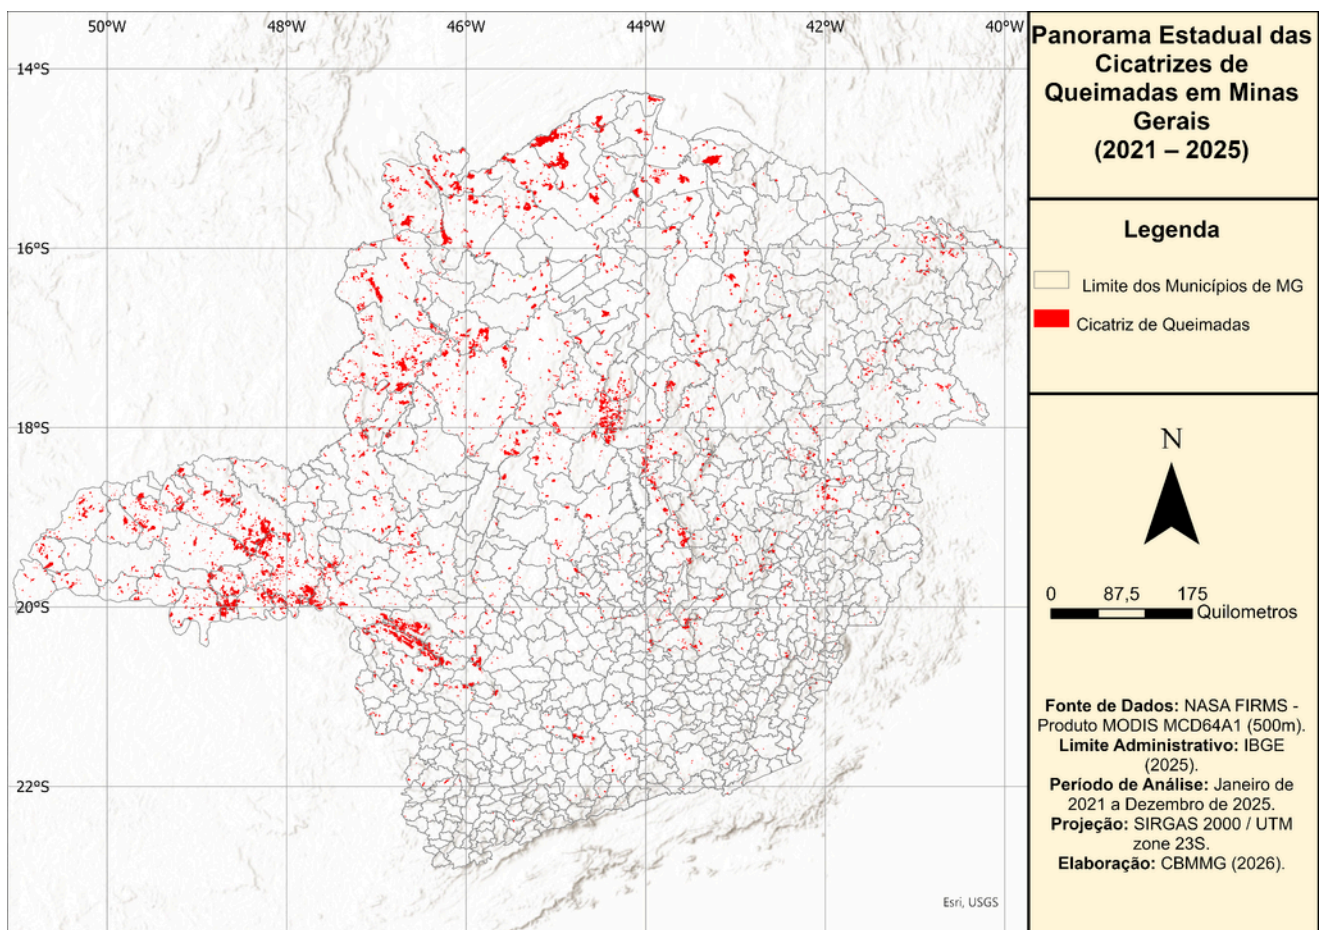 50°W
48°W
46°W
44°W
42°W
40°W
14°S
16°S
18°S
20°S
22°S
Esri, USGS
Panorama Estadual das
Cicatrizes de
Queimadas em Minas
Gerais
(2021 – 2025)
Legenda
Limite dos Municípios de MG
Cicatriz de Queimadas
N
0 87,5 175
Quilometros
Fonte de Dados: NASA FIRMS -
Produto MODIS MCD64A1 (500m).
Limite Administrativo: IBGE
(2025).
Período de Análise: Janeiro de
2021 a Dezembro de 2025.
Projeção: SIRGAS 2000 / UTM
zone 23S.
Elaboração: CBMMG (2026).